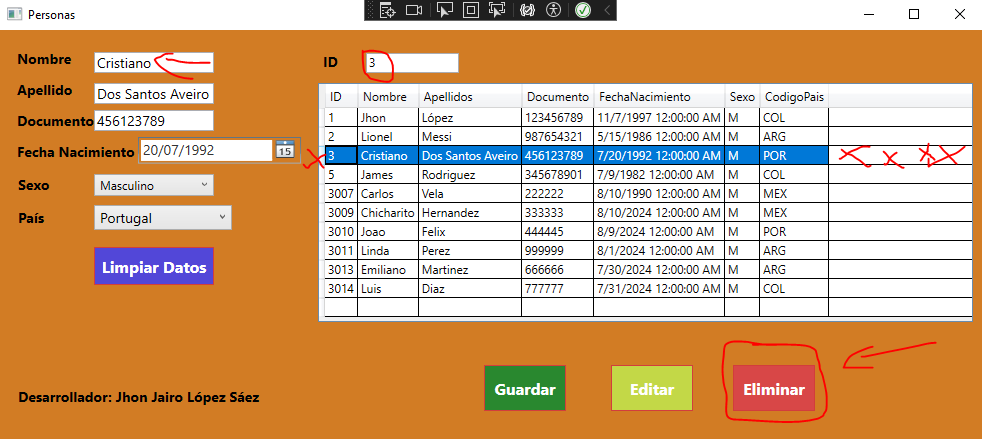 Personas
Nombre Cristiano
Apellido Dos Santos Aveiro
Documento 456123789
Fecha Nacimiento 20/07/1992 15
Sexo Masculino
País Portugal
Limpiar Datos
ID 3
ID Nombre Apellidos Documento FechaNacimiento Sexo CodigoPais
1 Jhon López 123456789 11/7/1997 12:00:00 AM M COL
2 Lionel Messi 987654321 5/15/1986 12:00:00 AM M ARG
3 Cristiano Dos Santos Aveiro 456123789 7/20/1992 12:00:00 AM M POR
5 James Rodriguez 345678901 7/9/1982 12:00:00 AM M COL
3007 Carlos Vela 222222 8/10/1990 12:00:00 AM M MEX
3009 Chicharito Hernandez 333333 8/10/2024 12:00:00 AM M MEX
3010 Joao Felix 444445 8/9/2024 12:00:00 AM M POR
3011 Linda Perez 999999 8/1/2024 12:00:00 AM M ARG
3013 Emiliano Martinez 666666 7/30/2024 12:00:00 AM M ARG
3014 Luis Diaz 777777 7/31/2024 12:00:00 AM M COL
Guardar Editar Eliminar
Desarrollador: Jhon Jairo López Sáez